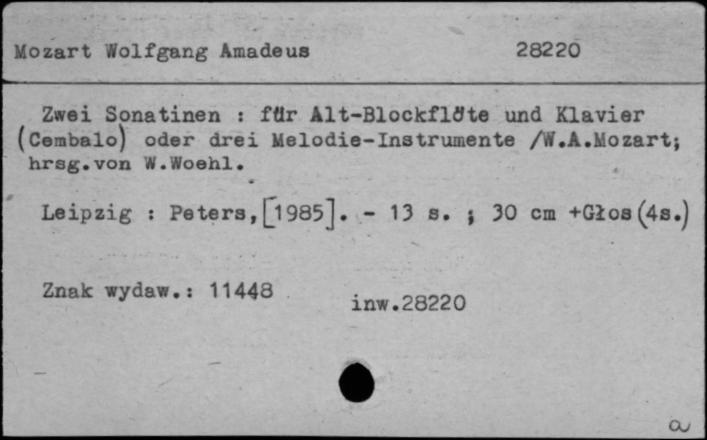 Mozart Wolfgang Amadeus 28220
Zwei Sonatinen : für Alt-Blockflöte und Klavier
(Cembalo) oder drei Melodie-Instrumente /W.A.Mozart;
hrsg.von W.Woehl.
Leipzig : Peters,[1985]. - 13 s. ; 30 cm +Głos(4s.)
Znak wydaw.: 11448
inw.28220
a